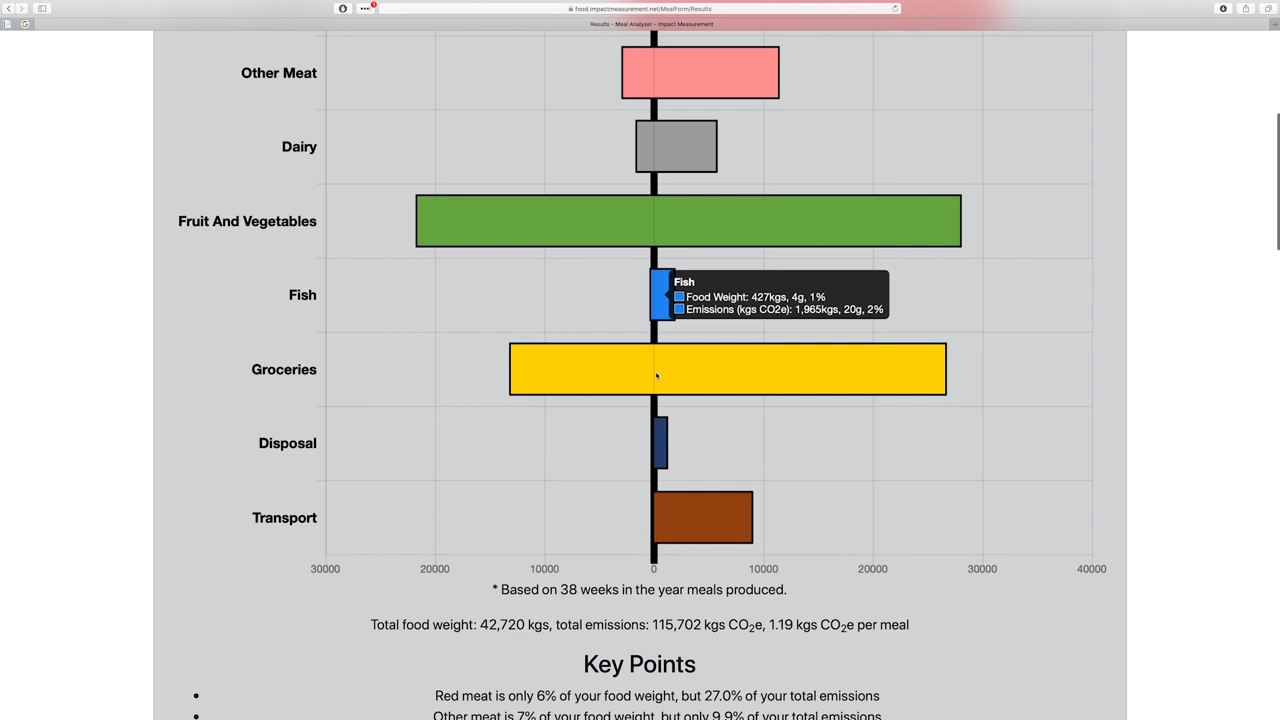 food.impactmeasurement.net/MealForm/Results
Results - Meal Analyser - Impact Measurement
Other Meat
Dairy
Fruit And Vegetables
Fish
Fish
Food Weight: 427kgs, 4g, 1%
Emissions (kgs CO2e): 1,965kgs, 20g, 2%
Groceries
Disposal
Transport
30000 20000 10000 0 10000 20000 30000 40000
* Based on 38 weeks in the year meals produced.
Total food weight: 42,720 kgs, total emissions: 115,702 kgs CO₂e, 1.19 kgs CO₂e per meal
Key Points
• Red meat is only 6% of your food weight, but 27.0% of your total emissions
• Other meat is 7% of your food weight, but only 9.9% of your total emissions